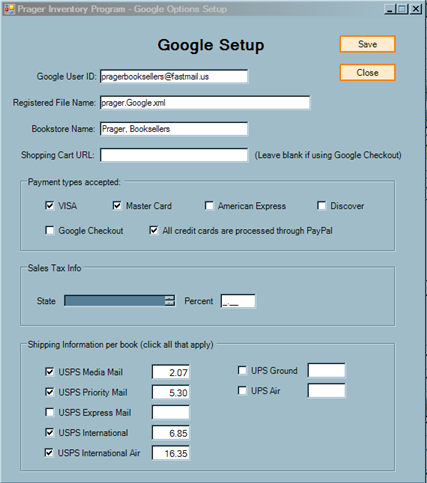 Prager Inventory Program - Google Options Setup
Google Setup
Save
Close
Google User ID: pragerbooksellers@fastmail.us
Registered File Name: prager.Google.xml
Bookstore Name: Prager, Booksellers
Shopping Cart URL: (Leave blank if using Google Checkout)
Payment types accepted:
VISA Master Card American Express Discover
Google Checkout All credit cards are processed through PayPal
Sales Tax Info
State Percent _.__
Shipping Information per book (click all that apply)
USPS Media Mail 2.07 UPS Ground
USPS Priority Mail 5.30 UPS Air
USPS Express Mail
USPS International 6.85
USPS International Air 16.35